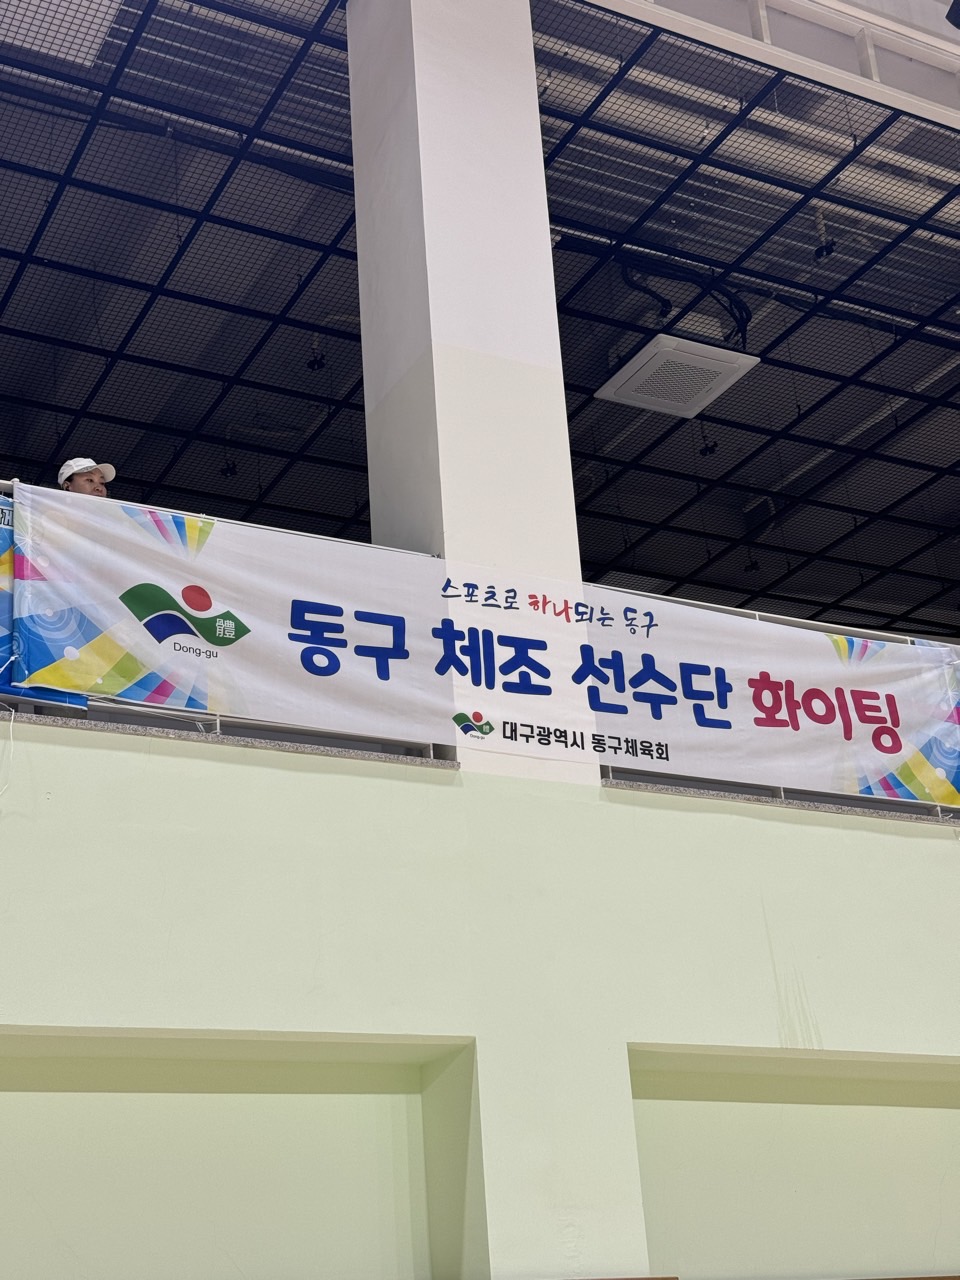 스포츠로 하나되는 동구
體
Dong-gu
동구 체조 선수단 화이팅
대구광역시 동구체육회